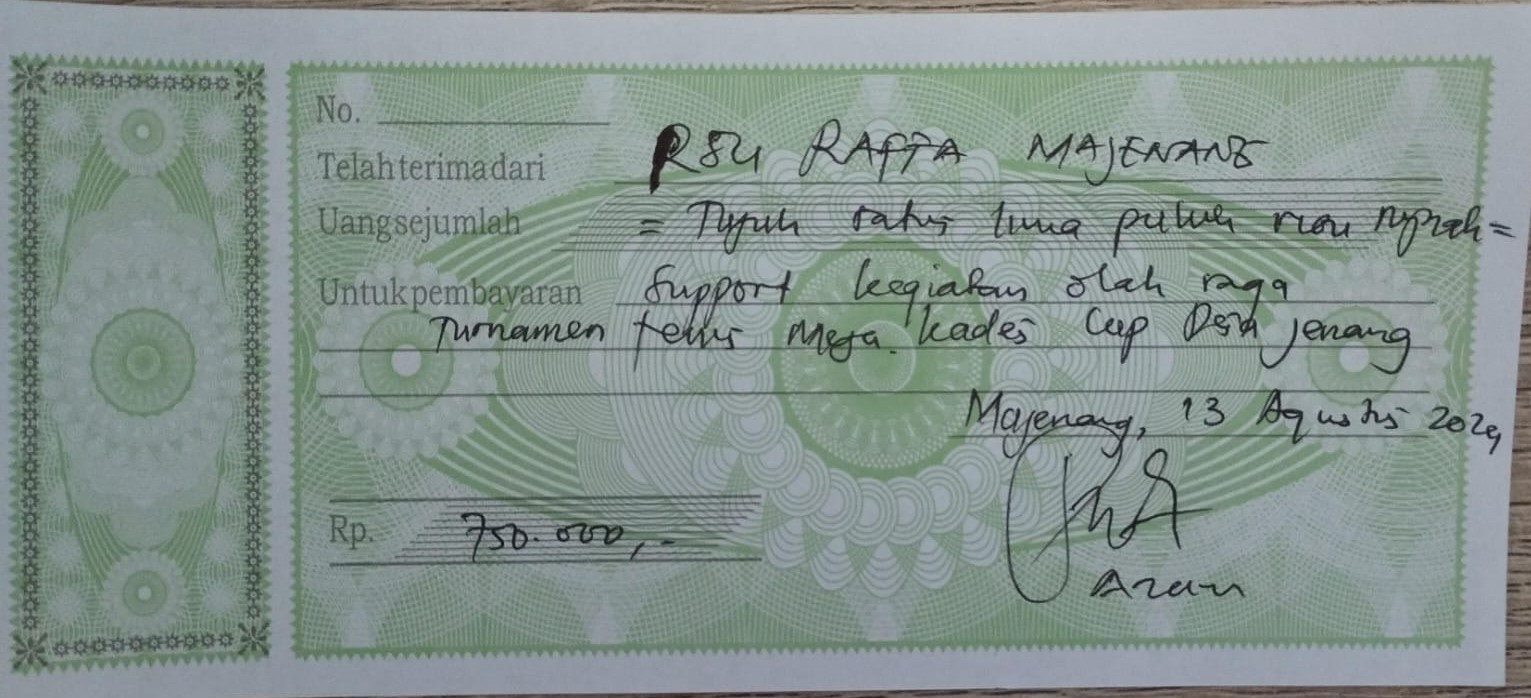 No.
Telah terima dari RSU RAFFA MAJENANG
Uang sejumlah = Tujuh ratus lima puluh ribu rupiah =
Untuk pembayaran Support kegiatan olah raga
Turnamen tenis meja. kades Cup Desa Jenang
Majenang, 13 Agustus 2024
Rp. 750.000,-